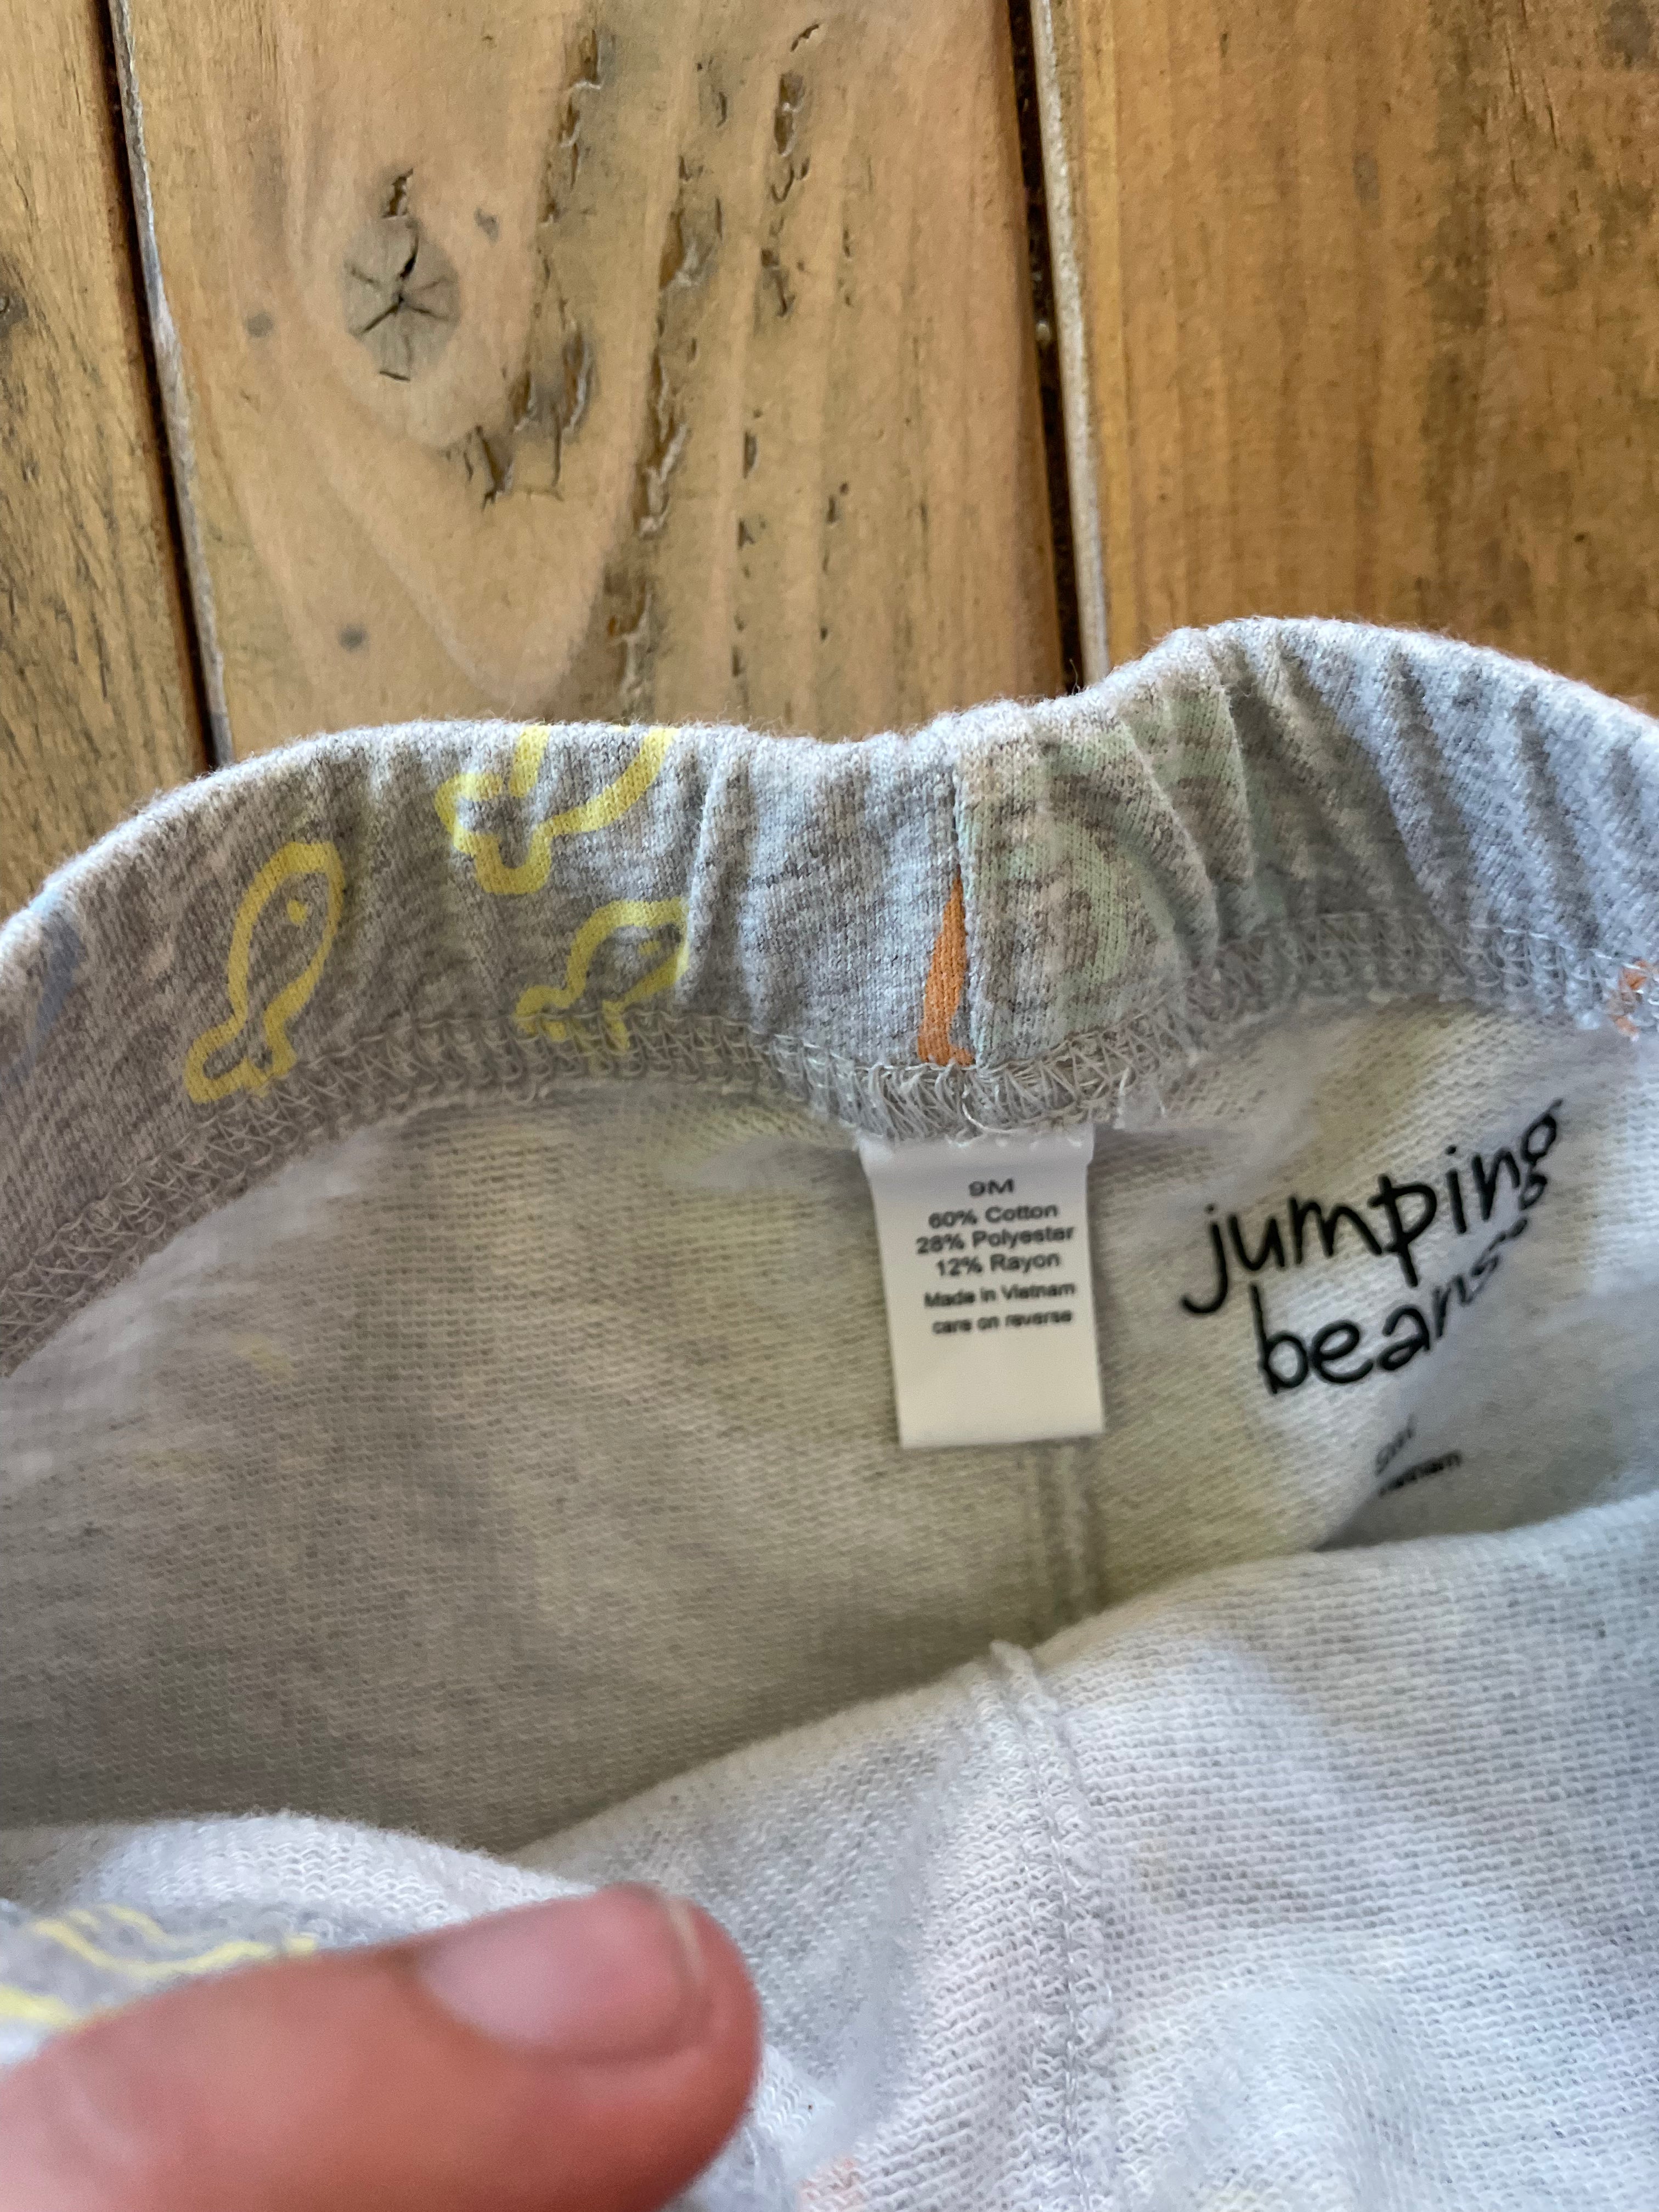 9M
60% Cotton
28% Polyester
12% Rayon
Made in Vietnam
care on reverse
jumping
beans